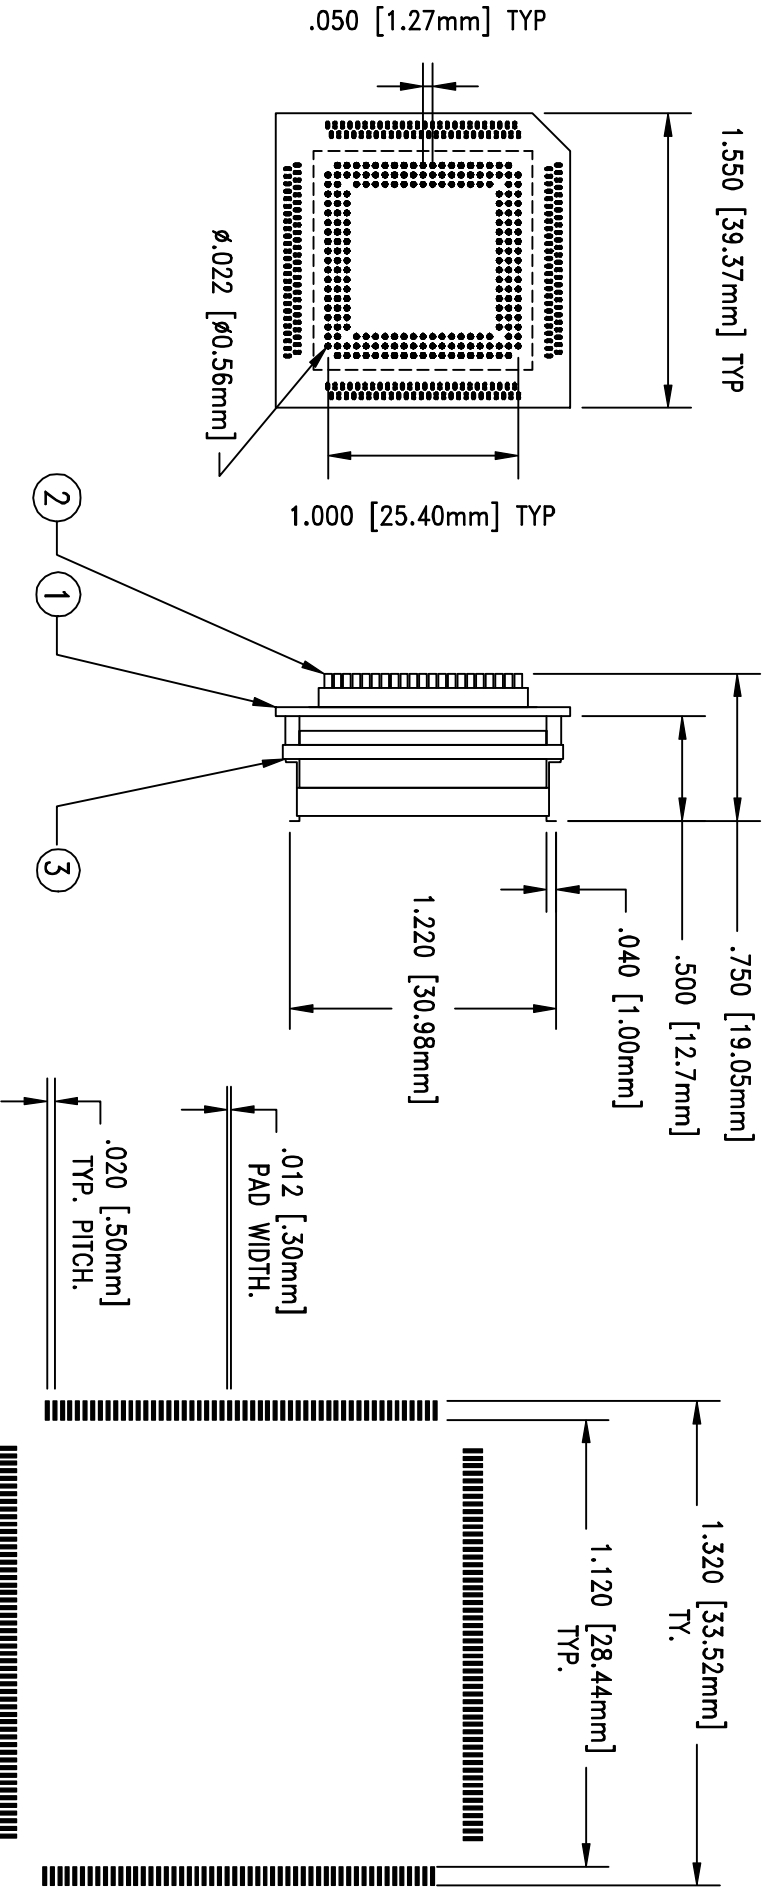 .050 [1.27mm] TYP
1.550 [39.37mm] TYP
ø.022 [ø0.56mm]
1.000 [25.40mm] TYP
2
1
3
.750 [19.05mm]
.500 [12.7mm]
.040 [1.00mm]
1.220 [30.98mm]
.012 [.30mm]
PAD WIDTH.
.020 [.50mm]
TYP. PITCH.
1.320 [33.52mm]
TY.
1.120 [28.44mm]
TYP.